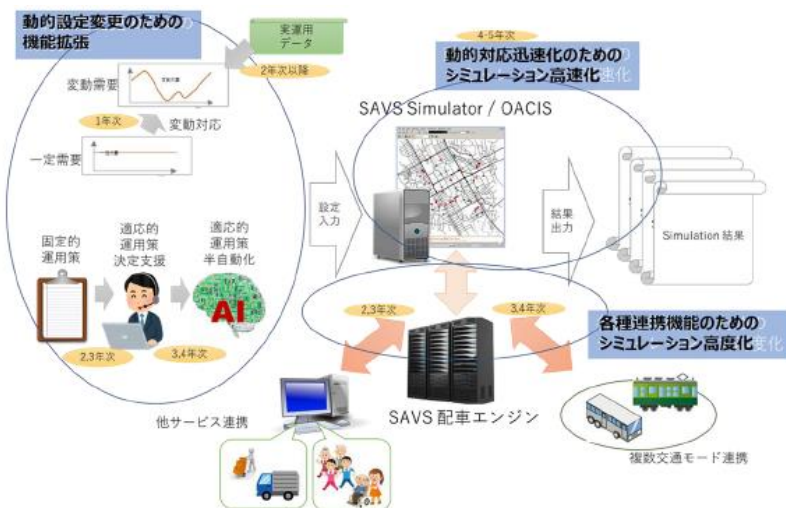 動的設定変更のための
機能拡張
実運用
データ
2年次以降
変動需要
1年次
変動対応
一定需要
固定的
運用策
適応的
運用策
決定支援
適応的
運用策
半自動化
AI
2,3年次
3,4年次
4-5年次
動的対応迅速化のための
シミュレーション高速化
SAVS Simulator / OACIS
設定
入力
結果
出力
Simulation 結果
2,3年次
3,4年次
各種連携機能のための
シミュレーション高度化
他サービス連携
SAVS 配車エンジン
複数交通モード連携